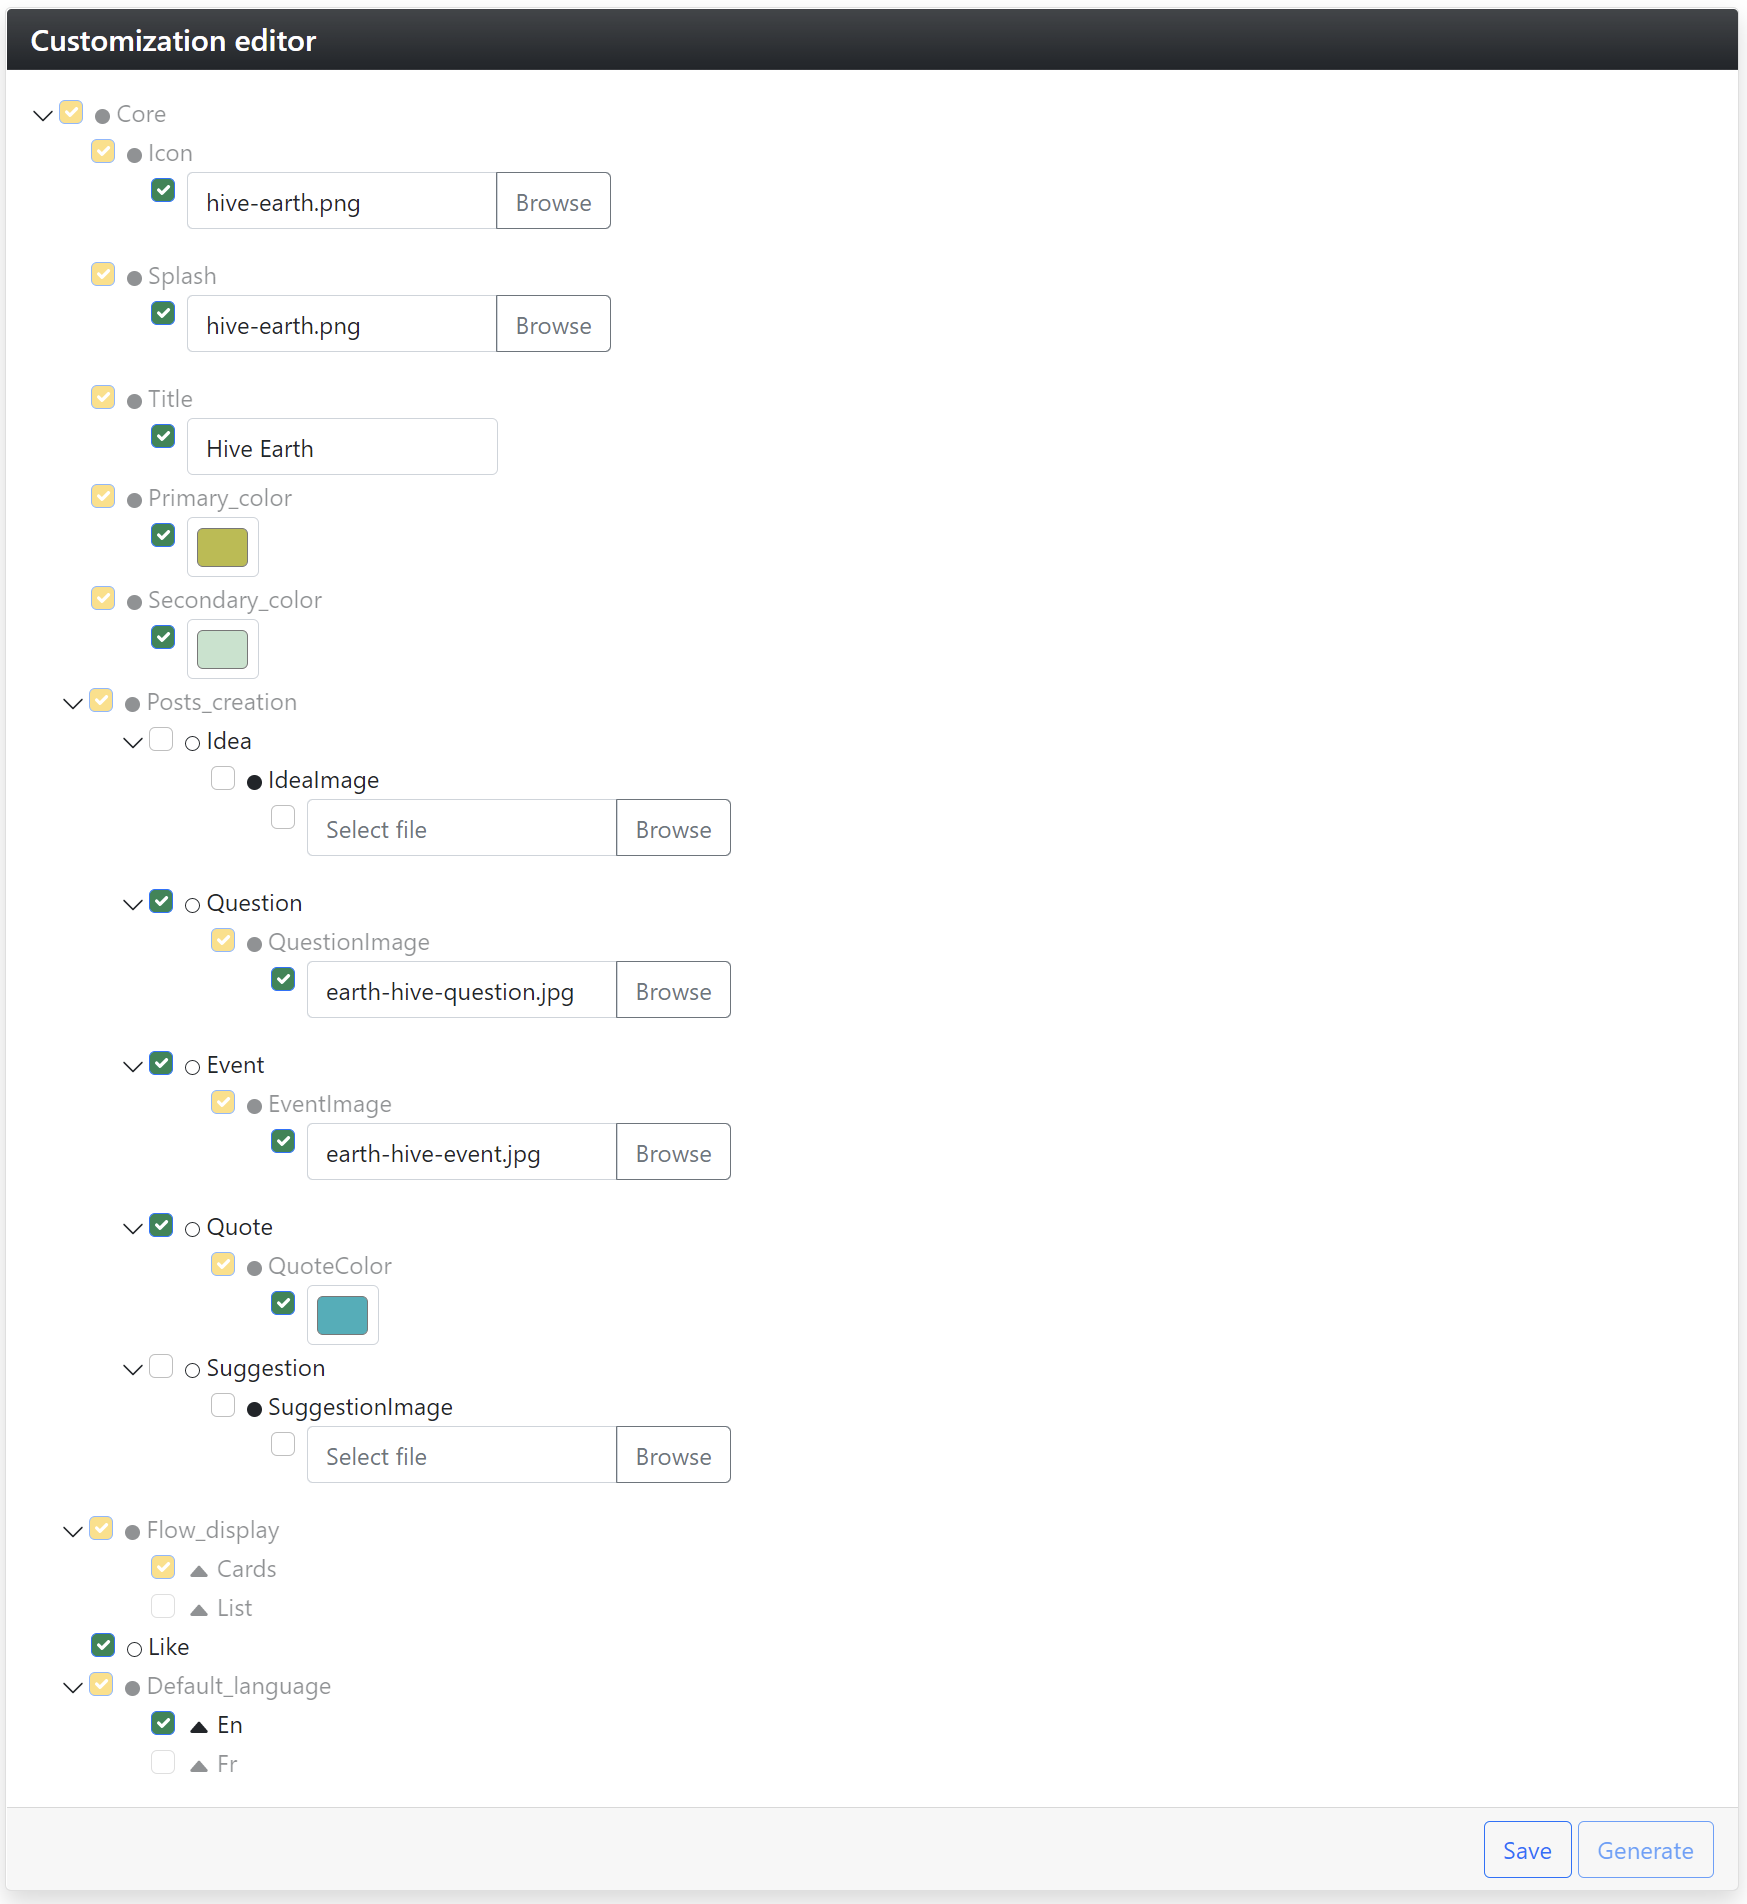 Customization editor
Core
Icon
hive-earth.png Browse
Splash
hive-earth.png Browse
Title
Hive Earth
Primary_color
Secondary_color
Posts_creation
Idea
IdeaImage
Select file Browse
Question
QuestionImage
earth-hive-question.jpg Browse
Event
EventImage
earth-hive-event.jpg Browse
Quote
QuoteColor
Suggestion
SuggestionImage
Select file Browse
Flow_display
Cards
List
Like
Default_language
En
Fr
Save Generate